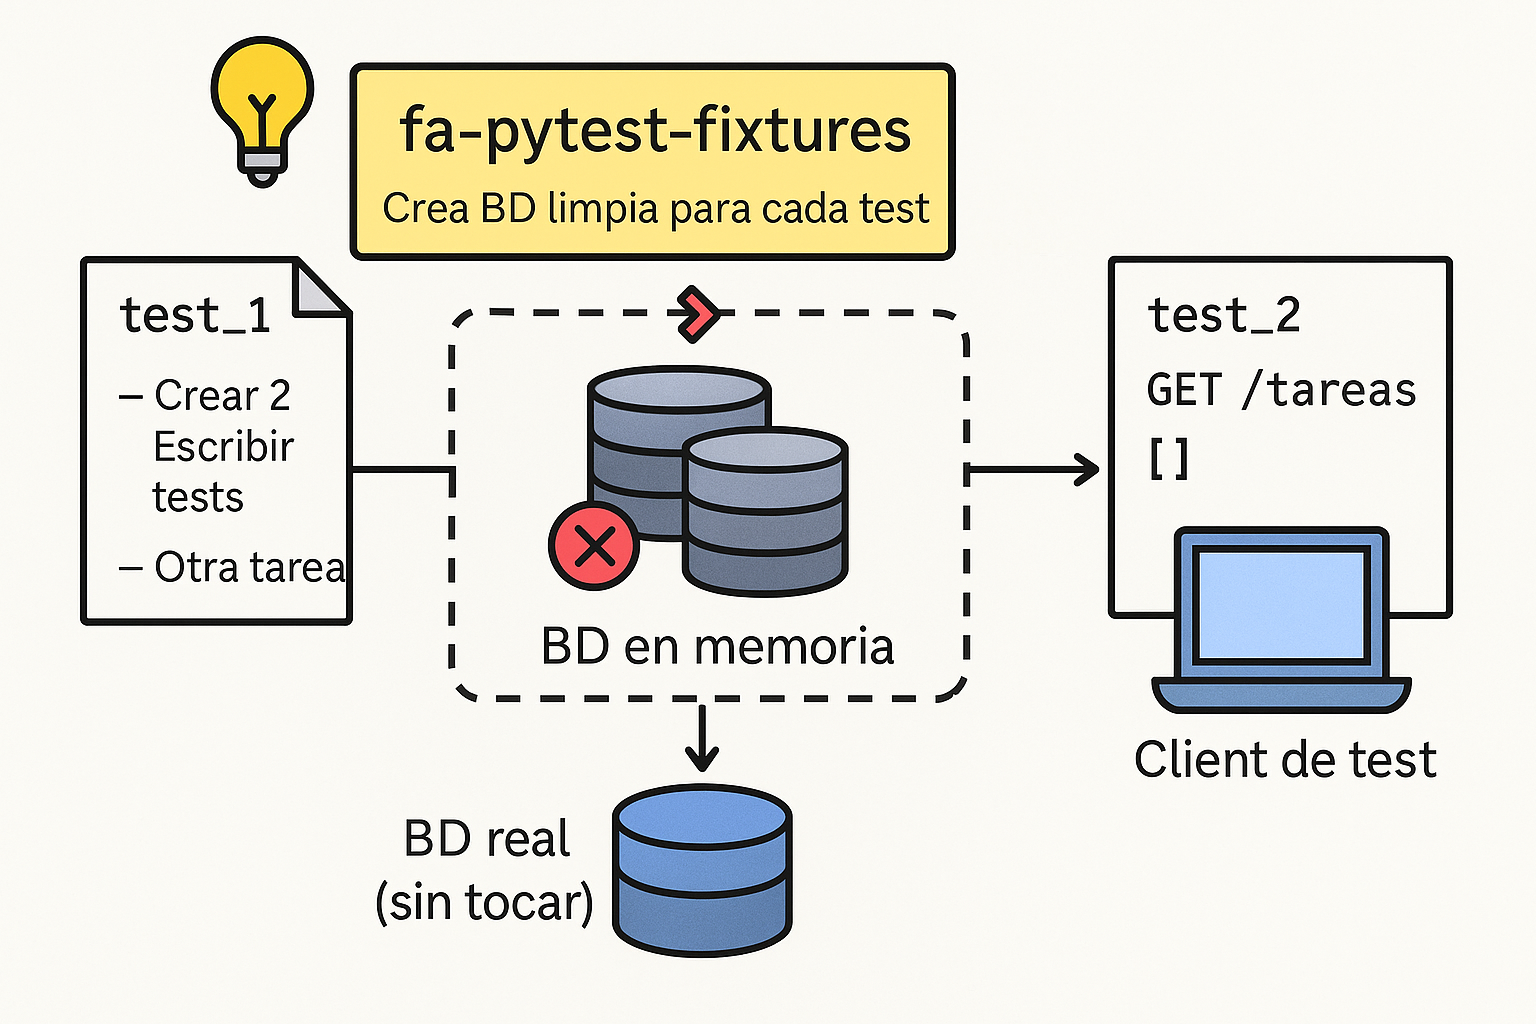 fa-pytest-fixtures
Crea BD limpia para cada test
test_1
– Crear 2
Escribir
tests
– Otra tarea
BD en memoria
test_2
GET /tareas
[]
Client de test
BD real
(sin tocar)